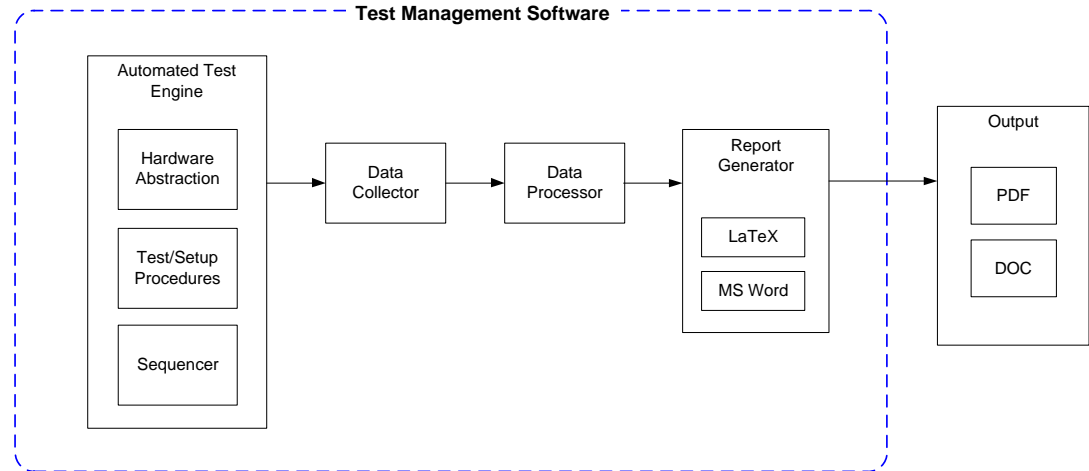 Test Management Software
Automated Test
Engine
Hardware
Abstraction
Test/Setup
Procedures
Sequencer
Data
Collector
Data
Processor
Report
Generator
LaTeX
MS Word
Output
PDF
DOC